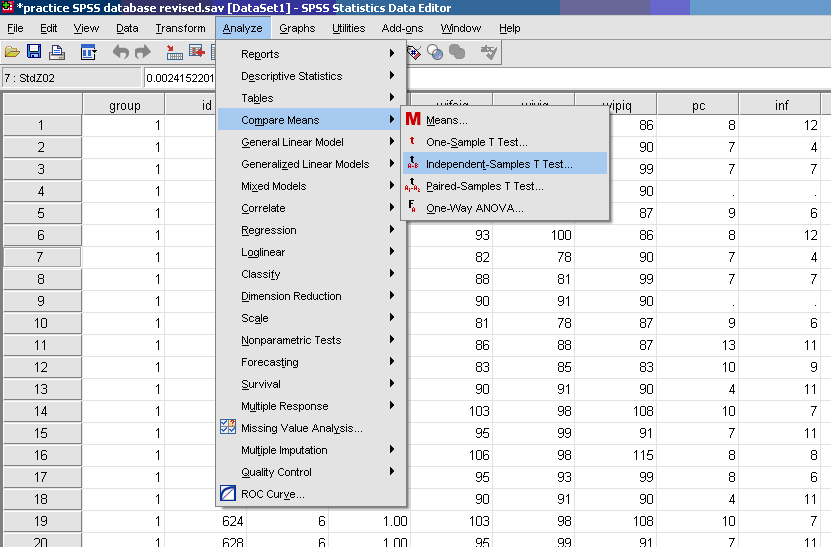 *practice SPSS database revised.sav [DataSet1] - SPSS Statistics Data Editor
File Edit View Data Transform Analyze Graphs Utilities Add-ons Window Help
7 : StdZ02 0.0024152201
group id pc inf
Reports
Descriptive Statistics
Tables
Compare Means
General Linear Model
Generalized Linear Models
Mixed Models
Correlate
Regression
Loglinear
Classify
Dimension Reduction
Scale
Nonparametric Tests
Forecasting
Survival
Multiple Response
Missing Value Analysis...
Multiple Imputation
Quality Control
ROC Curve...
Means...
One-Sample T Test...
Independent-Samples T Test...
Paired-Samples T Test...
One-Way ANOVA...
1 1 86 8 12
2 1 90 7 4
3 1 99 7 7
4 1 90 . .
5 1 87 9 6
6 1 93 100 86 8 12
7 1 82 78 90 7 4
8 1 88 81 99 7 7
9 1 90 91 90 . .
10 1 81 78 87 9 6
11 1 86 88 87 13 11
12 1 83 85 83 10 9
13 1 90 91 90 4 11
14 1 103 98 108 10 7
15 1 95 99 91 7 11
16 1 106 98 115 8 8
17 1 95 93 99 8 6
18 1 90 91 90 4 11
19 1 624 6 1.00 103 98 108 10 7
20 1 628 6 1.00 95 99 91 7 11